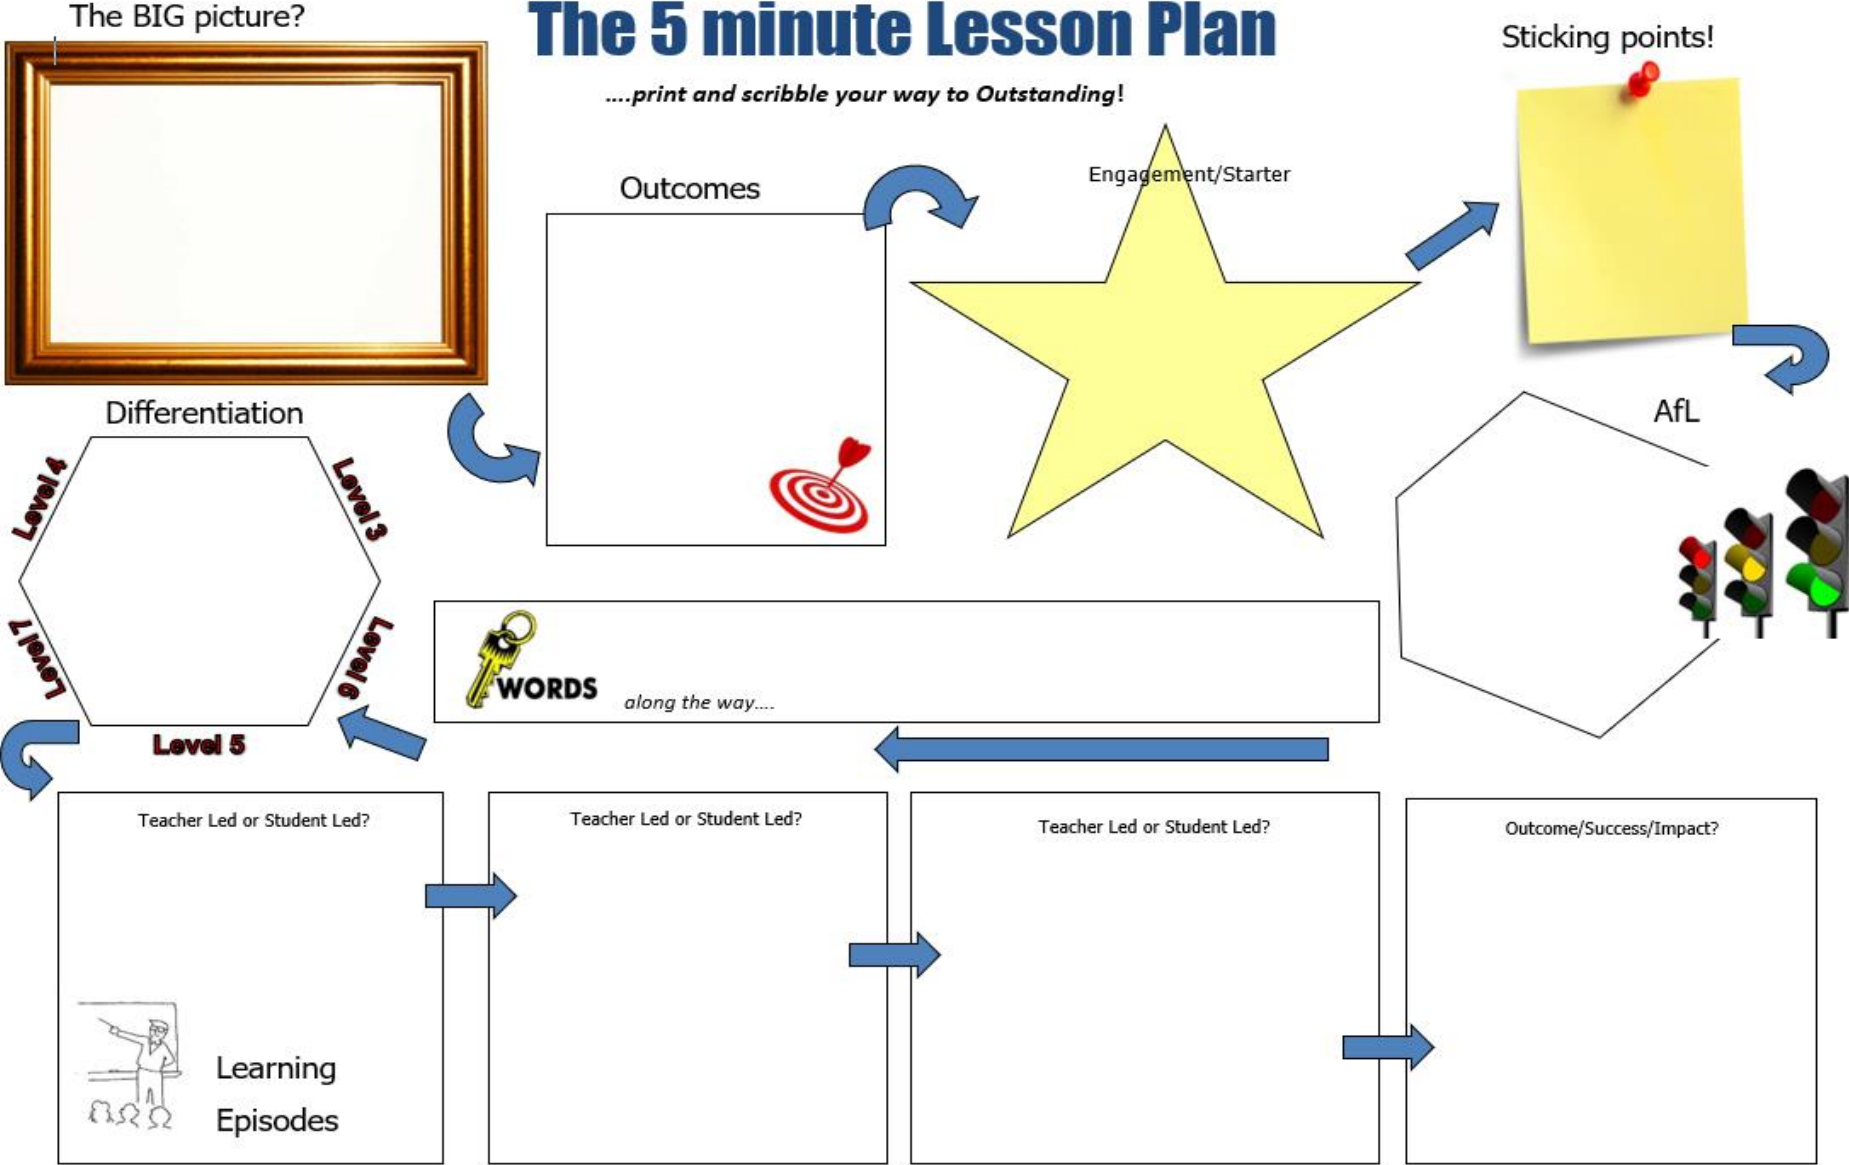 The BIG picture?
The 5 minute Lesson Plan
....print and scribble your way to Outstanding!
Sticking points!
Outcomes
Engagement/Starter
Differentiation
AfL
Level 4
Level 3
Level 7
Level 6
Level 5
WORDS
along the way....
Teacher Led or Student Led?
Teacher Led or Student Led?
Teacher Led or Student Led?
Outcome/Success/Impact?
Learning
Episodes